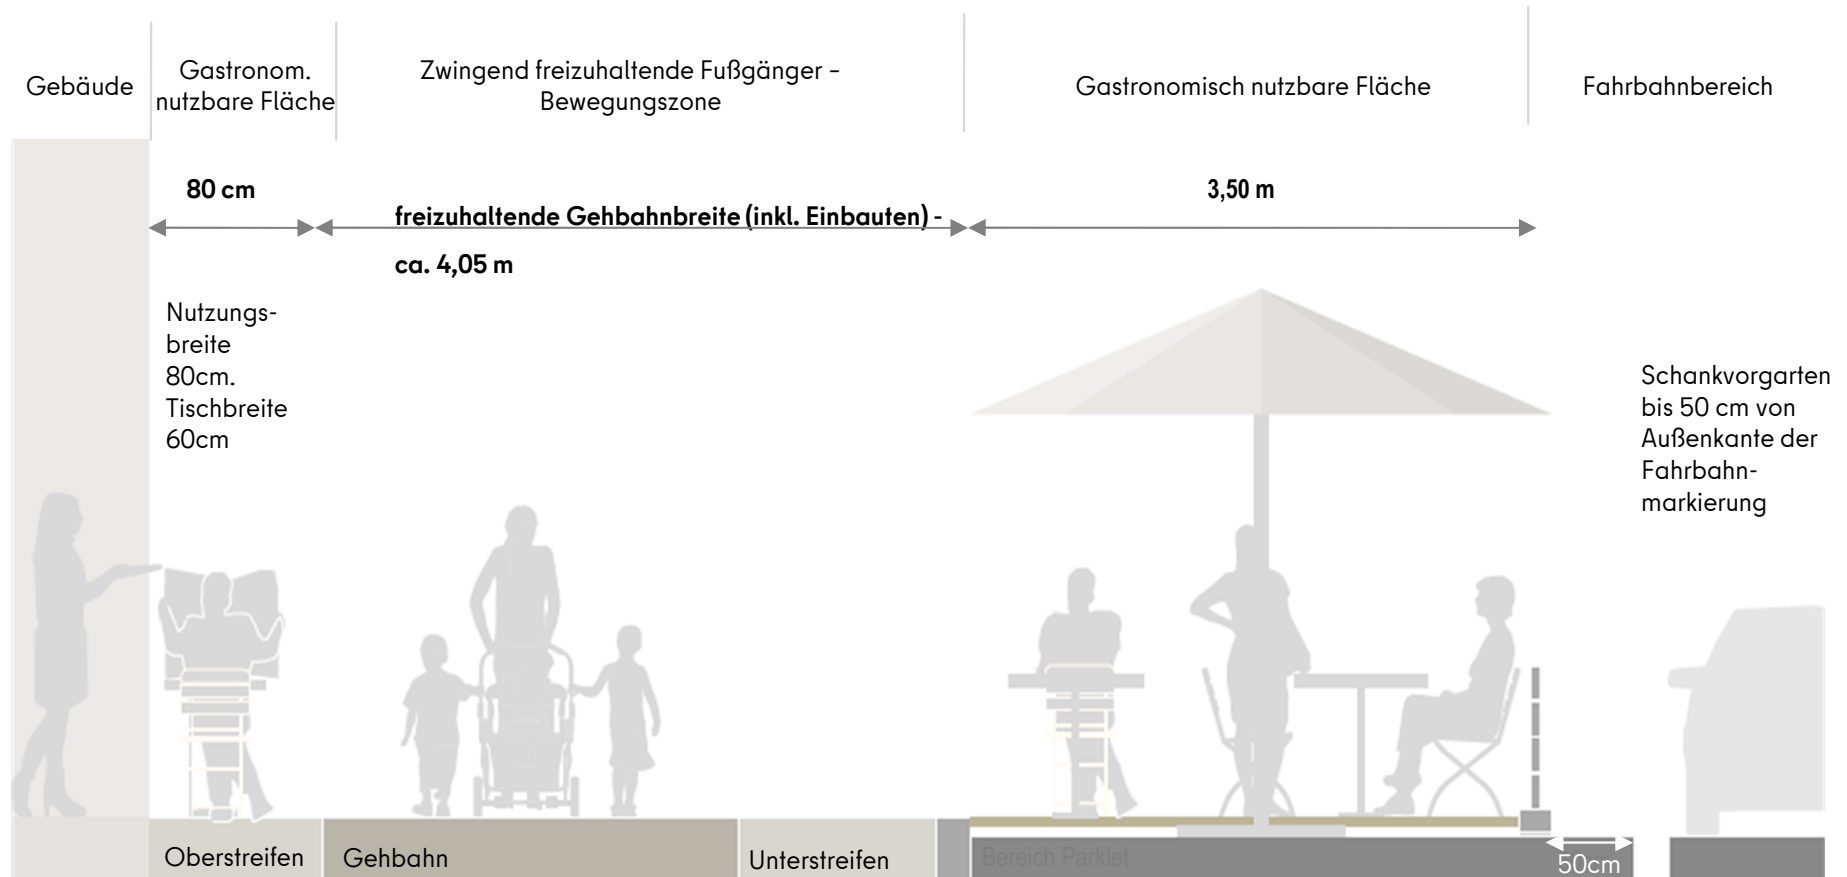 Gebäude
Gastronom.
nutzbare Fläche
Zwingend freizuhaltende Fußgänger –
Bewegungszone
Gastronomisch nutzbare Fläche
Fahrbahnbereich
80 cm
freizuhaltende Gehbahnbreite (inkl. Einbauten) -
ca. 4,05 m
3,50 m
Nutzungs-
breite
80cm.
Tischbreite
60cm
Schankvorgarten
bis 50 cm von
Außenkante der
Fahrbahn-
markierung
Oberstreifen
Gehbahn
Unterstreifen
Bereich Parklet
50cm